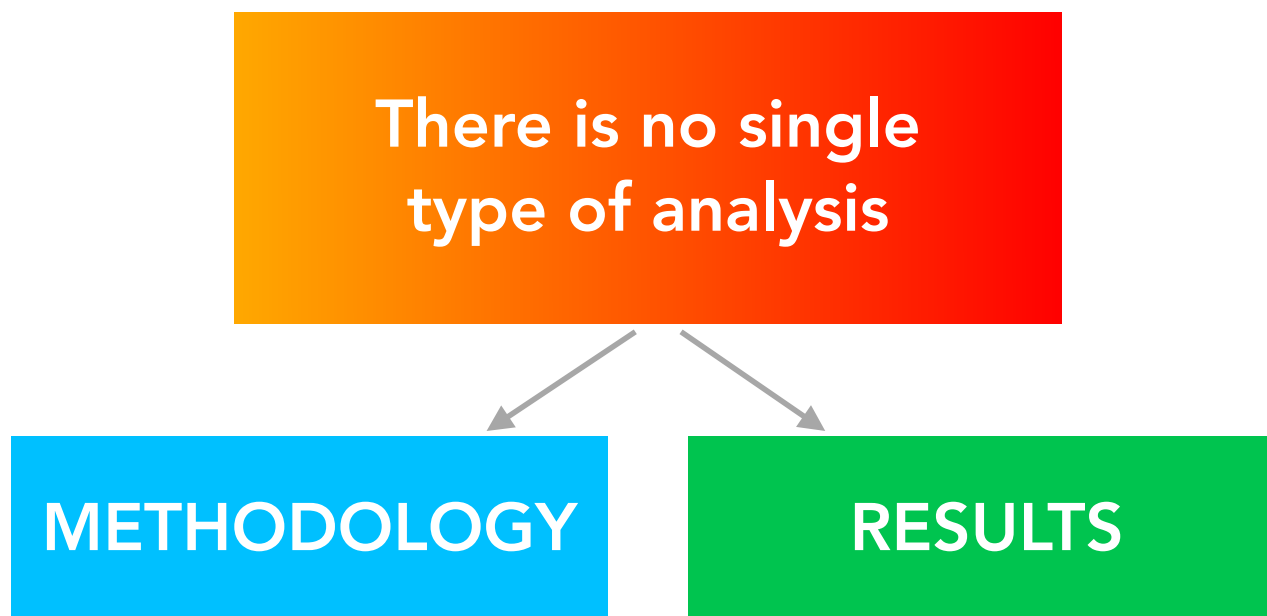 There is no single
type of analysis
METHODOLOGY
RESULTS